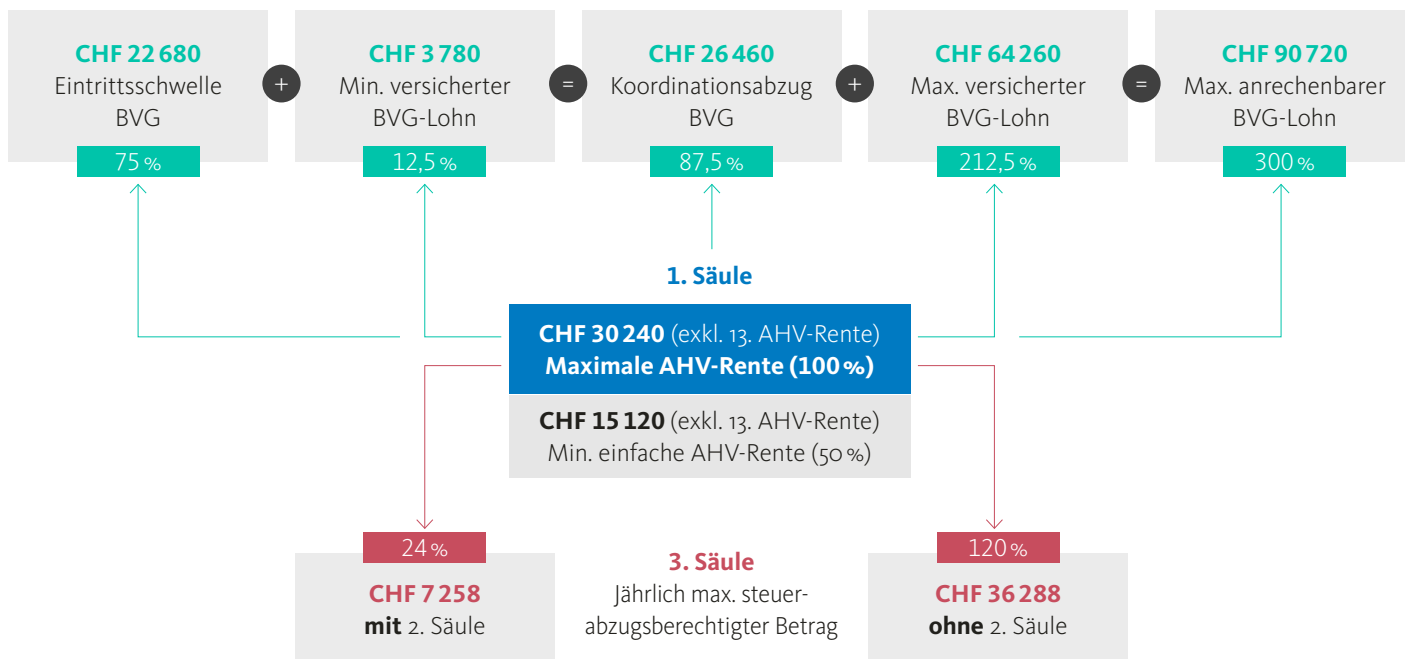 CHF 22 680
Eintrittsschwelle
BVG
75 %
+
CHF 3 780
Min. versicherter
BVG-Lohn
12,5 %
=
CHF 26 460
Koordinationsabzug
BVG
87,5 %
+
CHF 64 260
Max. versicherter
BVG-Lohn
212,5 %
=
CHF 90 720
Max. anrechenbarer
BVG-Lohn
300 %
1. Säule
CHF 30 240 (exkl. 13. AHV-Rente)
Maximale AHV-Rente (100 %)
CHF 15 120 (exkl. 13. AHV-Rente)
Min. einfache AHV-Rente (50 %)
24 %
CHF 7 258
mit 2. Säule
3. Säule
Jährlich max. steuer-
abzugsberechtigter Betrag
120 %
CHF 36 288
ohne 2. Säule